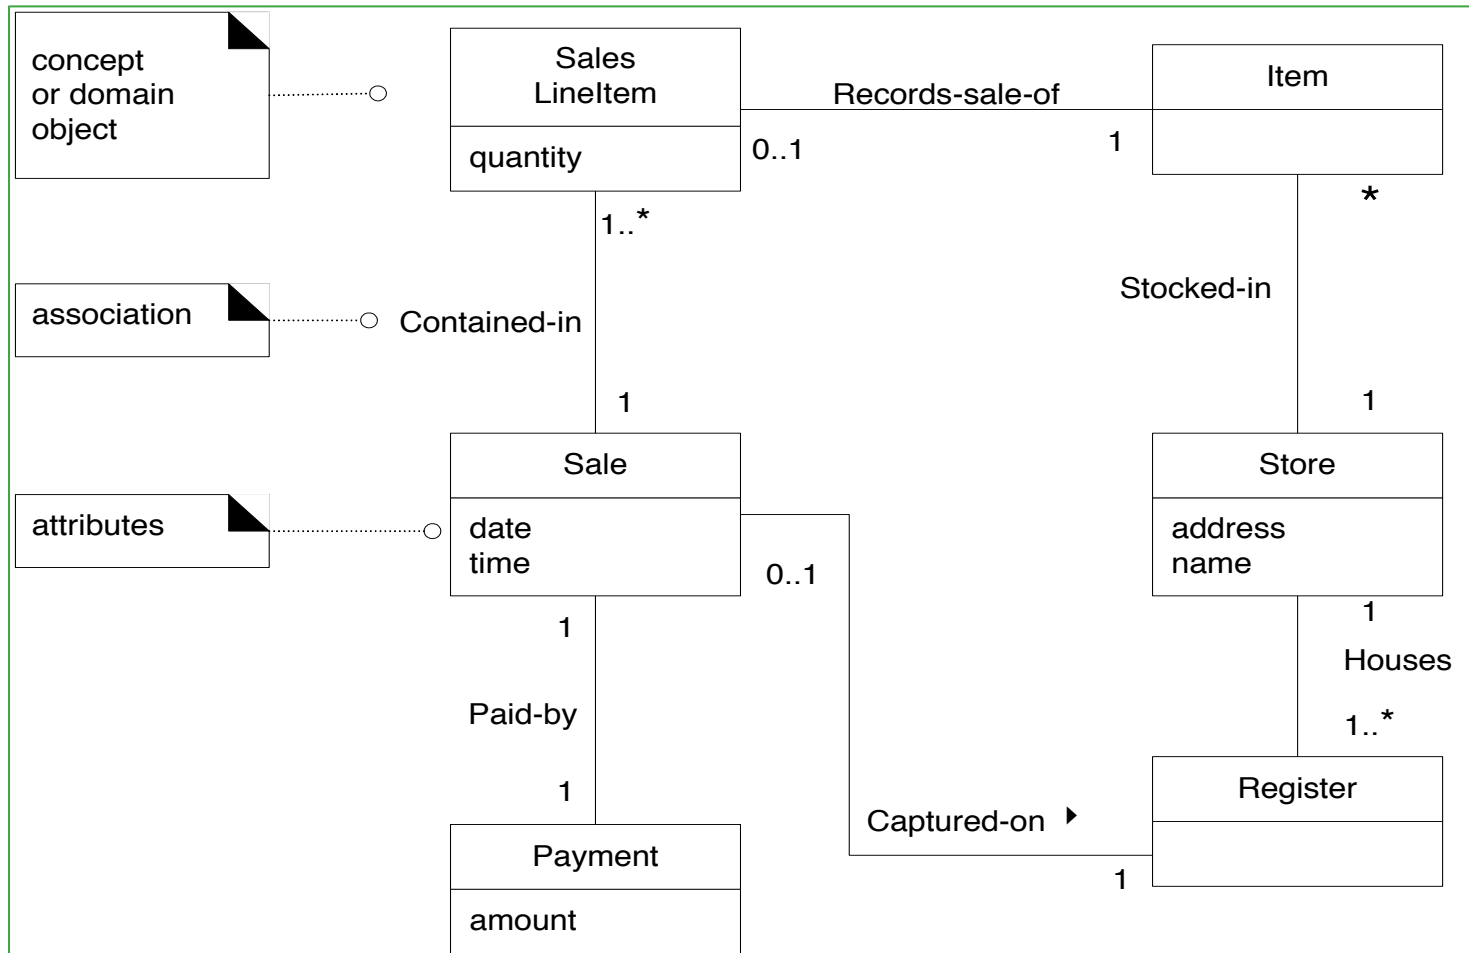 concept
or domain
object
Sales
LineItem
quantity
Records-sale-of
0..1
1
Item
*
1..*
association
Contained-in
Stocked-in
1
1
attributes
Sale
date
time
0..1
Store
address
name
1
1
Houses
Paid-by
1..*
1
Captured-on
Register
1
Payment
amount